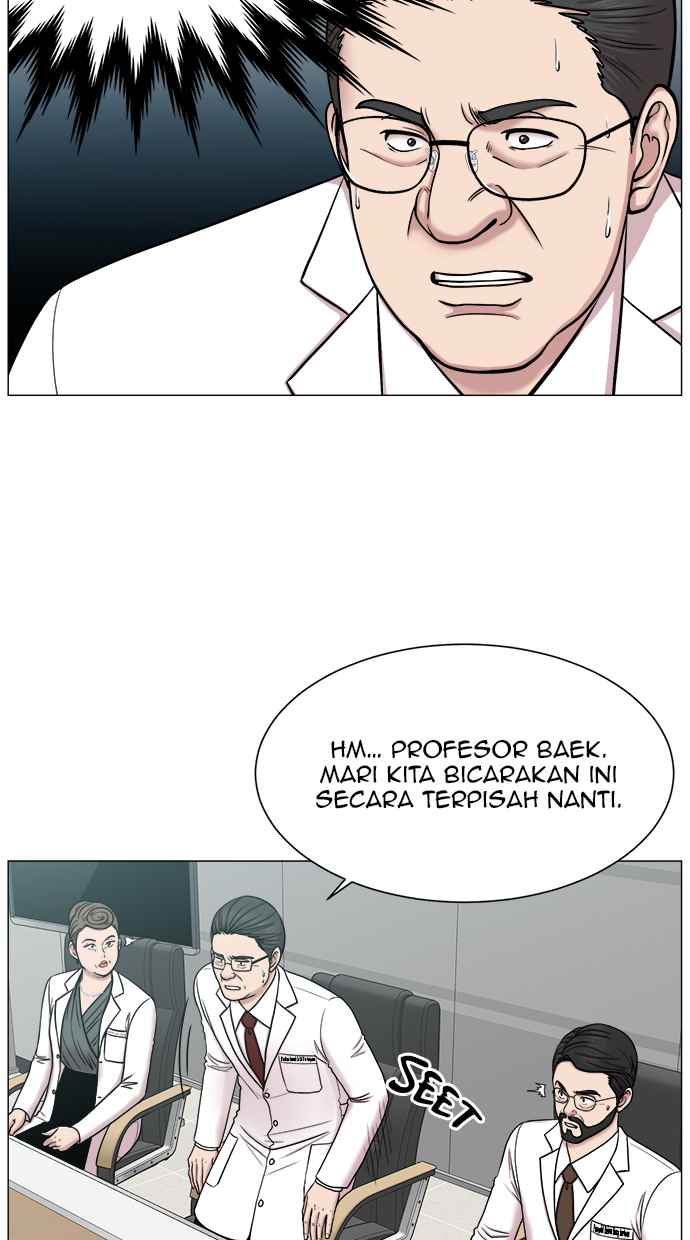 HM... PROFESOR BAEK.
MARI KITA BICARAKAN INI
SECARA TERPISAH NANTI.
SEET